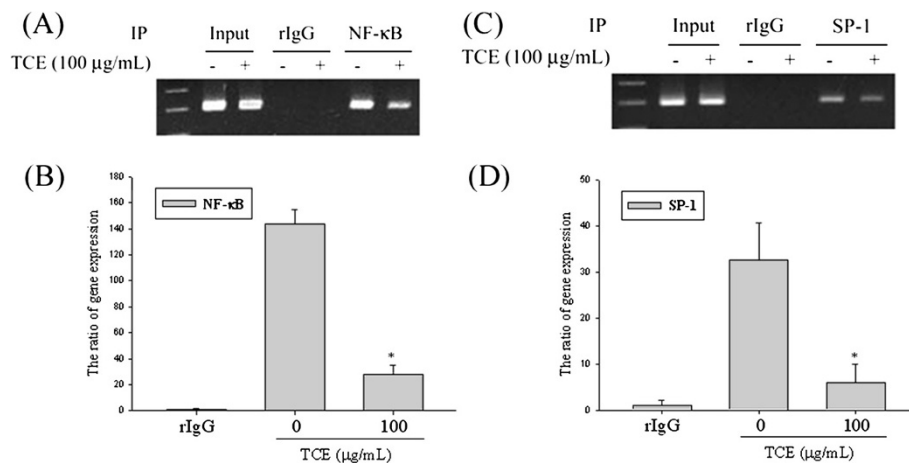 (A)
IP Input rIgG NF-κB
TCE (100 μg/mL) - + - + - +
(C)
IP Input rIgG SP-1
TCE (100 μg/mL) - + - + - +
(B)
The ratio of gene expression
180
160
140
120
100
80
60
40
20
0
NF-κB
*
rIgG 0 100
TCE (μg/mL)
(D)
The ratio of gene expression
50
40
30
20
10
0
SP-1
*
rIgG 0 100
TCE (μg/mL)